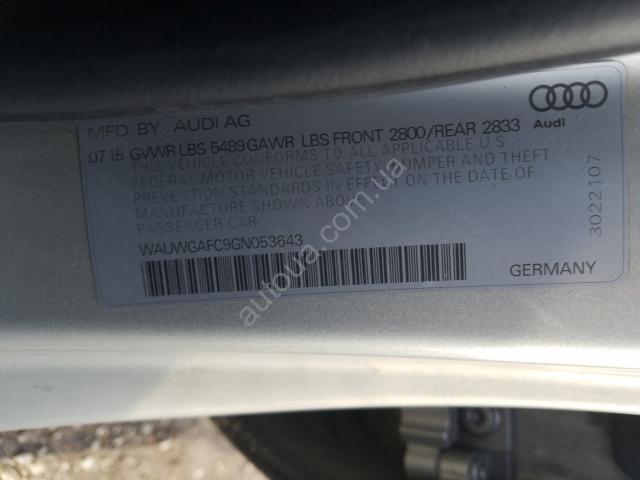 MFD. BY AUDI AG
Audi
07 15 GVWR LBS 5489 GAWR LBS FRONT 2800/REAR 2833
THIS VEHICLE CONFORMS TO ALL APPLICABLE U S
FEDERAL MOTOR VEHICLE SAFETY, BUMPER AND THEFT
PREVENTION STANDARDS IN EFFECT ON THE DATE OF
MANUFACTURE SHOWN ABOVE
PASSENGER CAR
WAUWGAFC9GN053643
3022107
GERMANY
autoua.com.ua